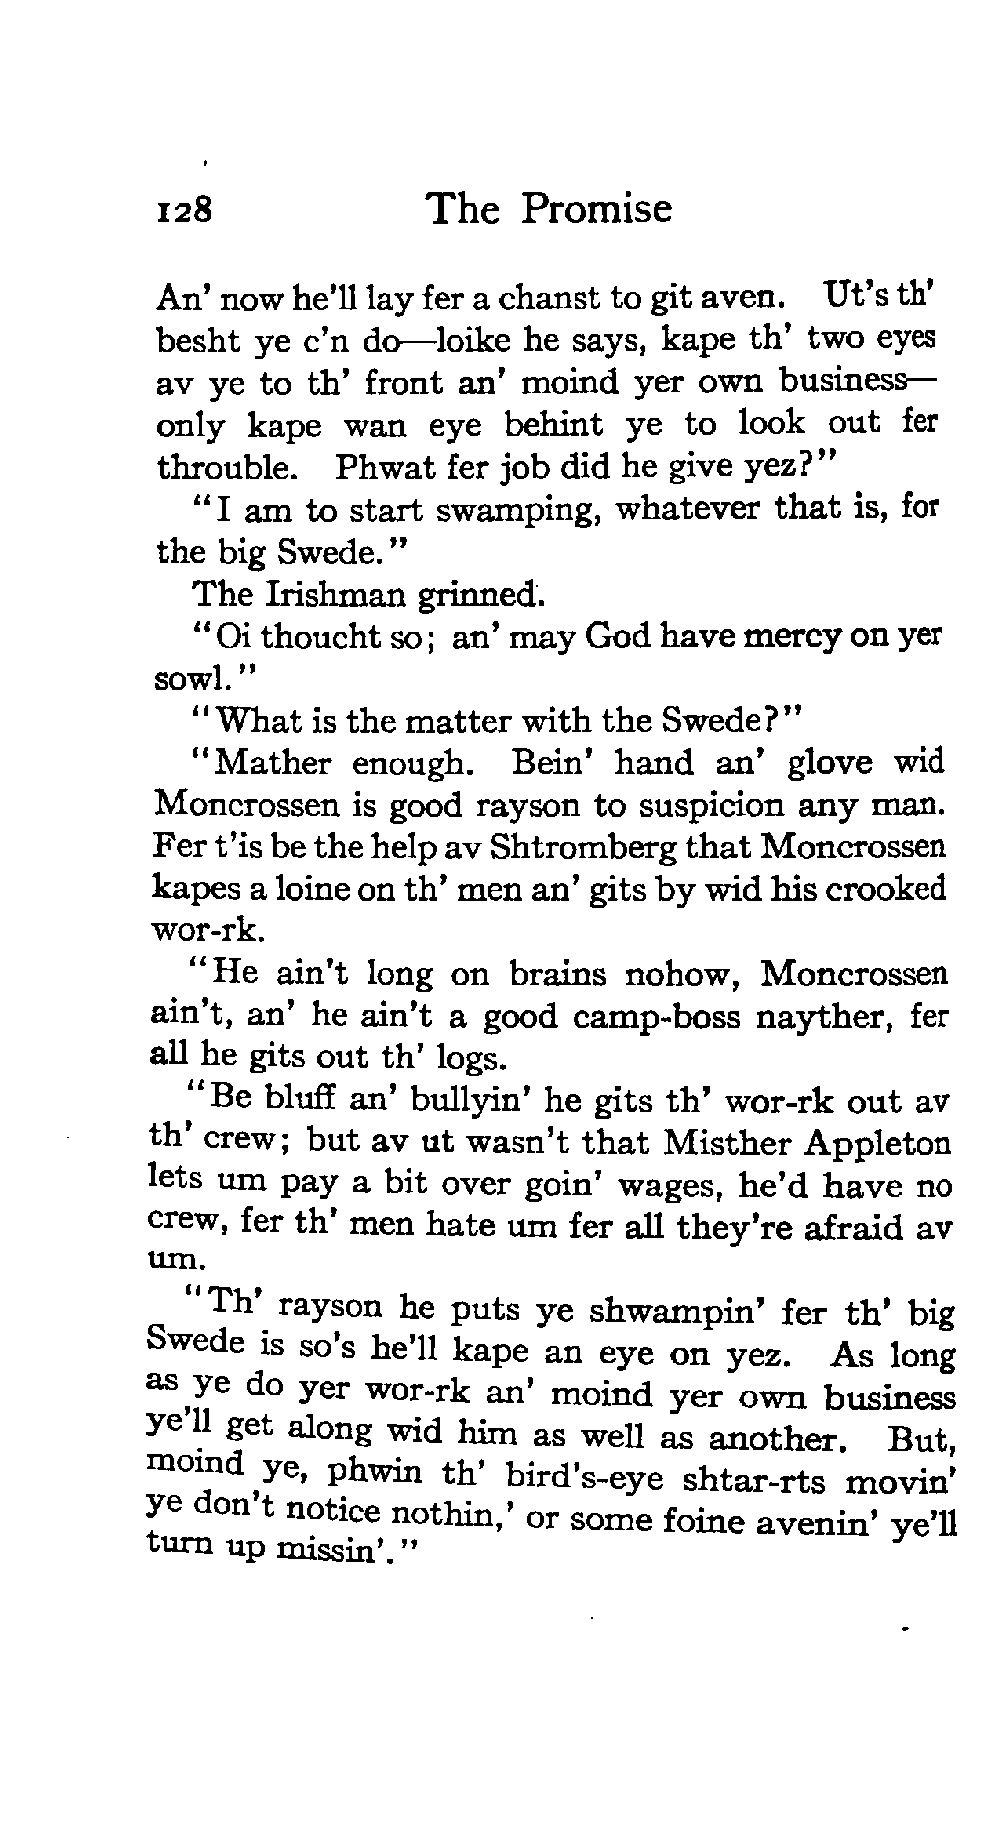 128 The Promise
An' now he'll lay fer a chanst to git aven. Ut's th'
besht ye c'n do—loike he says, kape th' two eyes
av ye to th' front an' moind yer own business—
only kape wan eye behint ye to look out fer
throuble. Phwat fer job did he give yez?"
"I am to start swamping, whatever that is, for
the big Swede."
The Irishman grinned.
"Oi thoucht so; an' may God have mercy on yer
sowl."
"What is the matter with the Swede?"
"Mather enough. Bein' hand an' glove wid
Moncrossen is good rayson to suspicion any man.
Fer t'is be the help av Shtromberg that Moncrossen
kapes a loine on th' men an' gits by wid his crooked
wor-rk.
"He ain't long on brains nohow, Moncrossen
ain't, an' he ain't a good camp-boss nayther, fer
all he gits out th' logs.
"Be bluff an' bullyin' he gits th' wor-rk out av
th' crew; but av ut wasn't that Misther Appleton
lets um pay a bit over goin' wages, he'd have no
crew, fer th' men hate um fer all they're afraid av
um.
"Th' rayson he puts ye shwampin' fer th' big
Swede is so's he'll kape an eye on yez. As long
as ye do yer wor-rk an' moind yer own business
ye'll get along wid him as well as another. But,
moind ye, phwin th' bird's-eye shtar-rts movin'
ye don't notice nothin,' or some foine avenin' ye'll
turn up missin'."